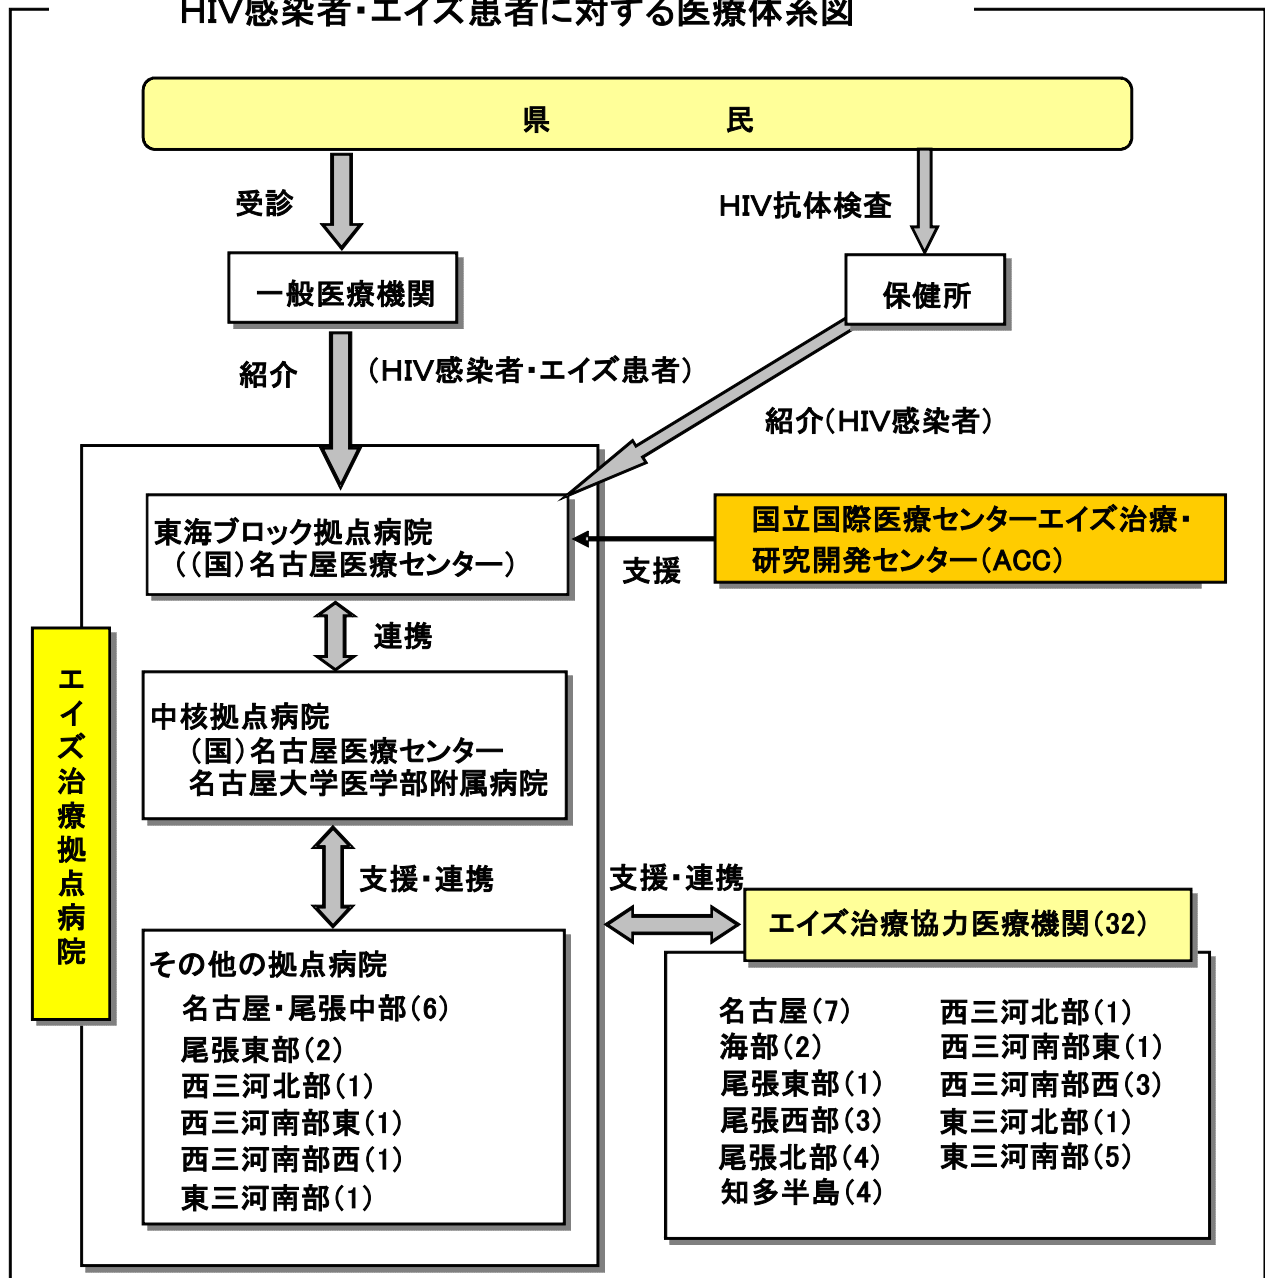 HIV感染者・エイズ患者に対する医療体系図
県　民
受診
HIV抗体検査
一般医療機関
保健所
紹介
（HIV感染者・エイズ患者）
紹介（HIV感染者）
東海ブロック拠点病院
（（国）名古屋医療センター）
国立国際医療センターエイズ治療・
研究開発センター（ACC）
支援
連携
エイズ治療拠点病院
中核拠点病院
（国）名古屋医療センター
名古屋大学医学部附属病院
支援・連携
支援・連携
エイズ治療協力医療機関（32）
その他の拠点病院
名古屋・尾張中部（6）
尾張東部（2）
西三河北部（1）
西三河南部東（1）
西三河南部西（1）
東三河南部（1）
名古屋（7）
海部（2）
尾張東部（1）
尾張西部（3）
尾張北部（4）
知多半島（4）
西三河北部（1）
西三河南部東（1）
西三河南部西（3）
東三河北部（1）
東三河南部（5）